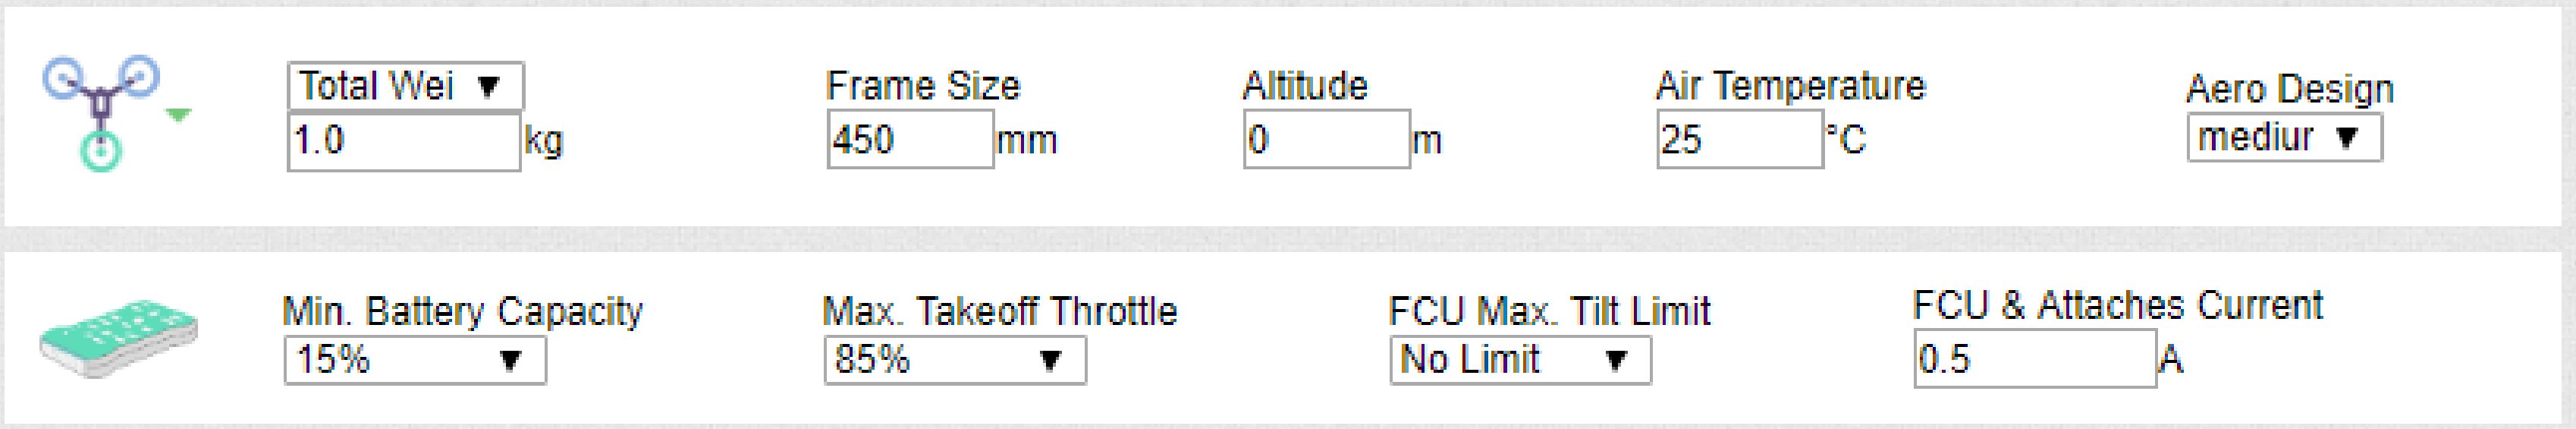 Total Wei Frame Size Altitude Air Temperature Aero Design
1.0 kg 450 mm 0 m 25 °C mediur
Min. Battery Capacity Max. Takeoff Throttle FCU Max. Tilt Limit FCU & Attaches Current
15% 85% No Limit 0.5 A